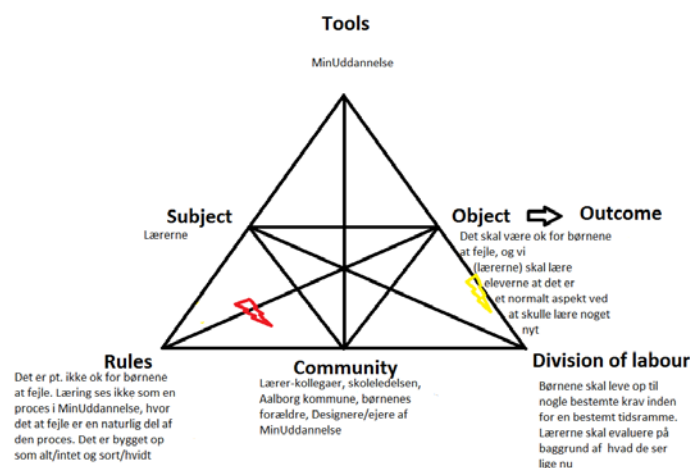 Tools
MinUddannelse
Subject
Lærerne
Object
Outcome
Det skal være ok for børnene
at fejle, og vi
(lærerne) skal lære
eleverne at det er
et normalt aspekt ved
at skulle lære noget
nyt
Rules
Det er pt. ikke ok for børnene
at fejle. Læring ses ikke som en
proces i MinUddannelse, hvor
det at fejle er en naturlig del af
den proces. Det er bygget op
som alt/intet og sort/hvidt
Community
Lærer-kollegaer, skoleledelsen,
Aalborg kommune, børnenes
forældre, Designere/ejere af
MinUddannelse
Division of labour
Børnene skal leve op til
nogle bestemte krav inden
for en bestemt tidsramme.
Lærerne skal evaluere på
baggrund af hvad de ser
lige nu